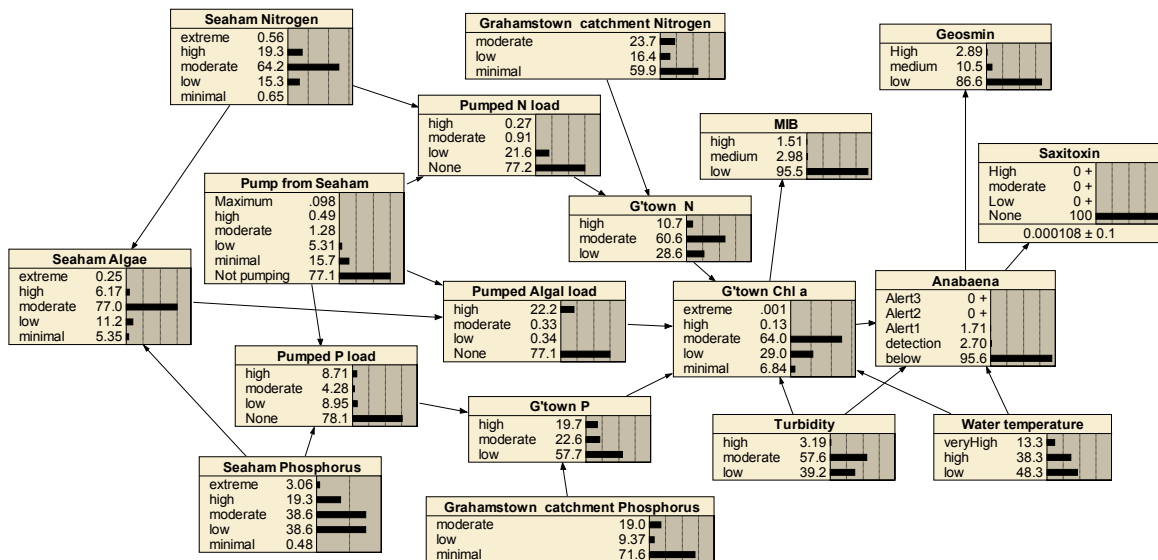 Seaham Nitrogen
extreme 0.56
high 19.3
moderate 64.2
low 15.3
minimal 0.65
Grahamstown catchment Nitrogen
moderate 23.7
low 16.4
minimal 59.9
Geosmin
High 2.89
medium 10.5
low 86.6
Pumped N load
high 0.27
moderate 0.91
low 21.6
None 77.2
MIB
high 1.51
medium 2.98
low 95.5
Saxitoxin
High 0 +
moderate 0 +
Low 0 +
None 100
0.000108 ± 0.1
Pump from Seaham
Maximum .098
high 0.49
moderate 1.28
low 5.31
minimal 15.7
Not pumping 77.1
G'town N
high 10.7
moderate 60.6
low 28.6
Seaham Algae
extreme 0.25
high 6.17
moderate 77.0
low 11.2
minimal 5.35
Pumped Algal load
high 22.2
moderate 0.33
low 0.34
None 77.1
G'town Chl a
extreme .001
high 0.13
moderate 64.0
low 29.0
minimal 6.84
Anabaena
Alert3 0 +
Alert2 0 +
Alert1 1.71
detection 2.70
below 95.6
Pumped P load
high 8.71
moderate 4.28
low 8.95
None 78.1
G'town P
high 19.7
moderate 22.6
low 57.7
Turbidity
high 3.19
moderate 57.6
low 39.2
Water temperature
veryHigh 13.3
high 38.3
low 48.3
Seaham Phosphorus
extreme 3.06
high 19.3
moderate 38.6
low 38.6
minimal 0.48
Grahamstown catchment Phosphorus
moderate 19.0
low 9.37
minimal 71.6